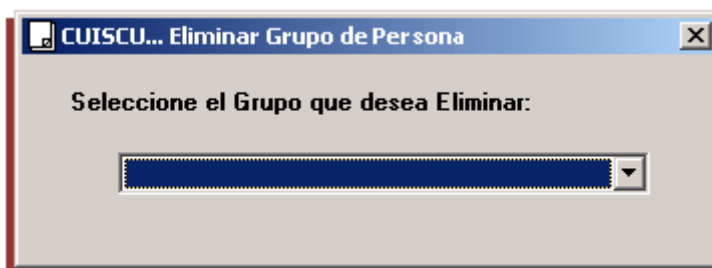 CUISCU... Eliminar Grupo de Persona
Seleccione el Grupo que desea Eliminar: